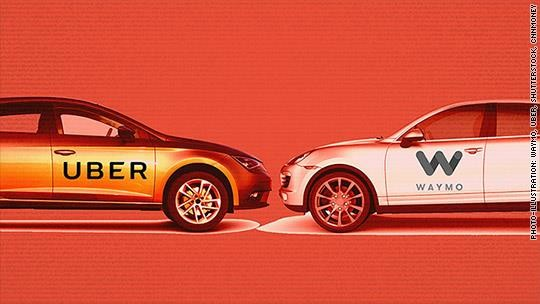 UBER
W
WAYMO
PHOTO-ILLUSTRATION: WAYMO, UBER, SHUTTERSTOCK, CNNMONEY